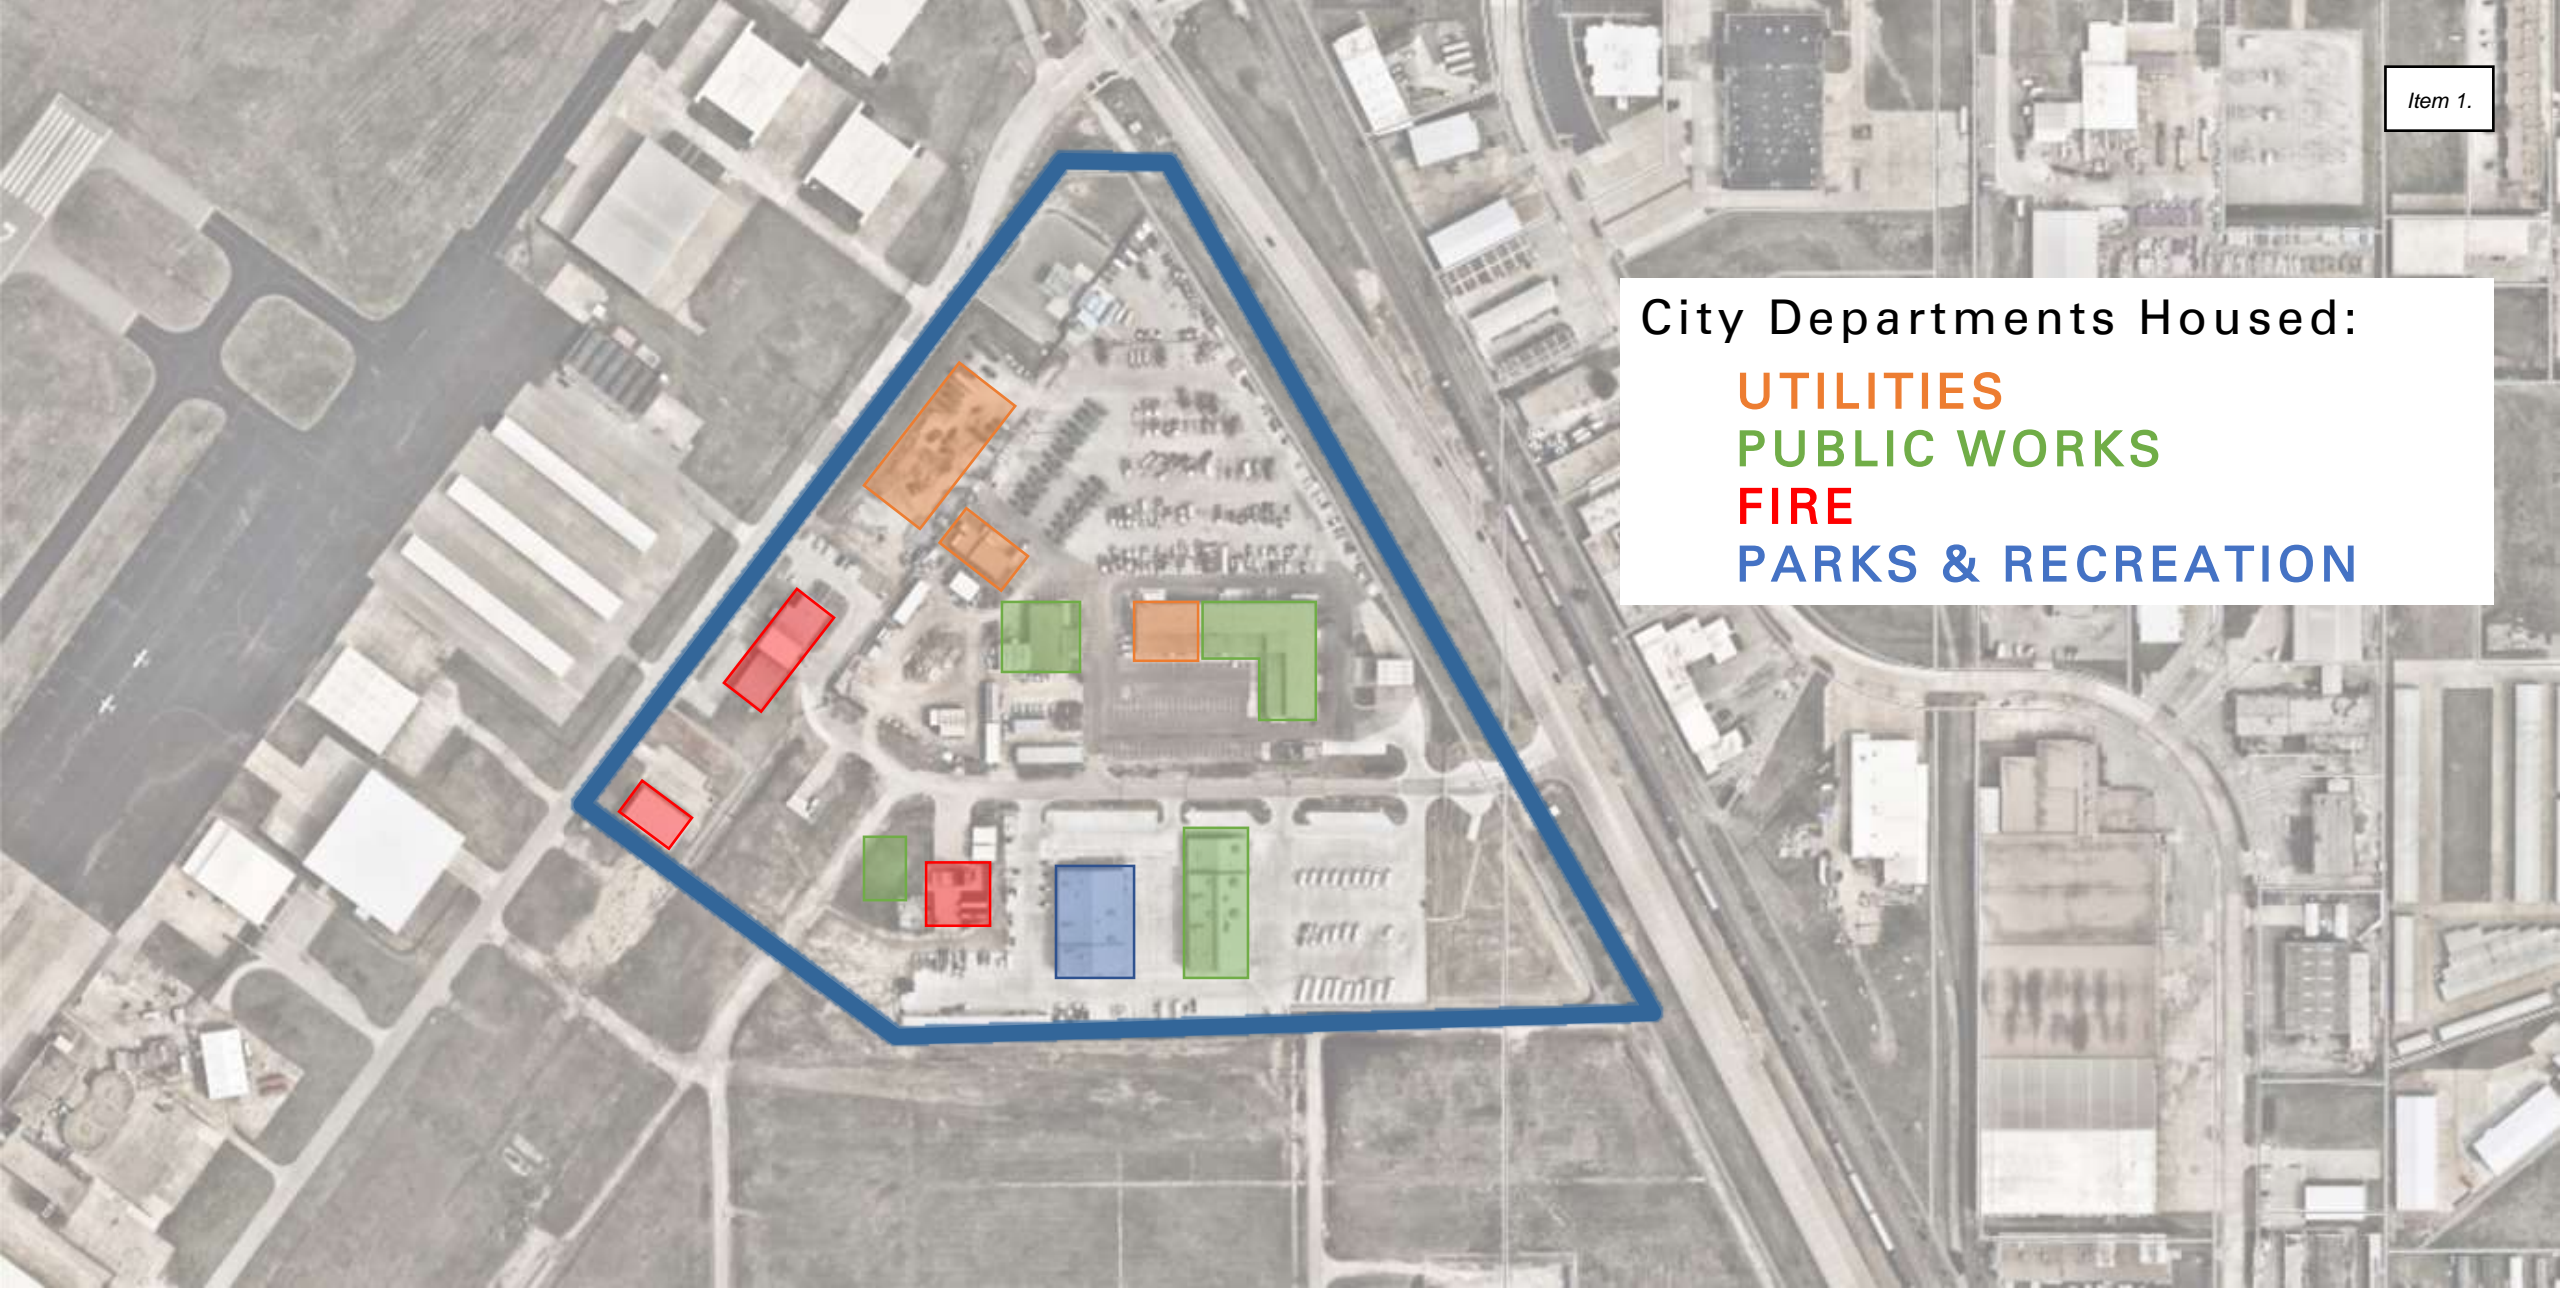 Item 1.
City Departments Housed:
UTILITIES
PUBLIC WORKS
FIRE
PARKS & RECREATION